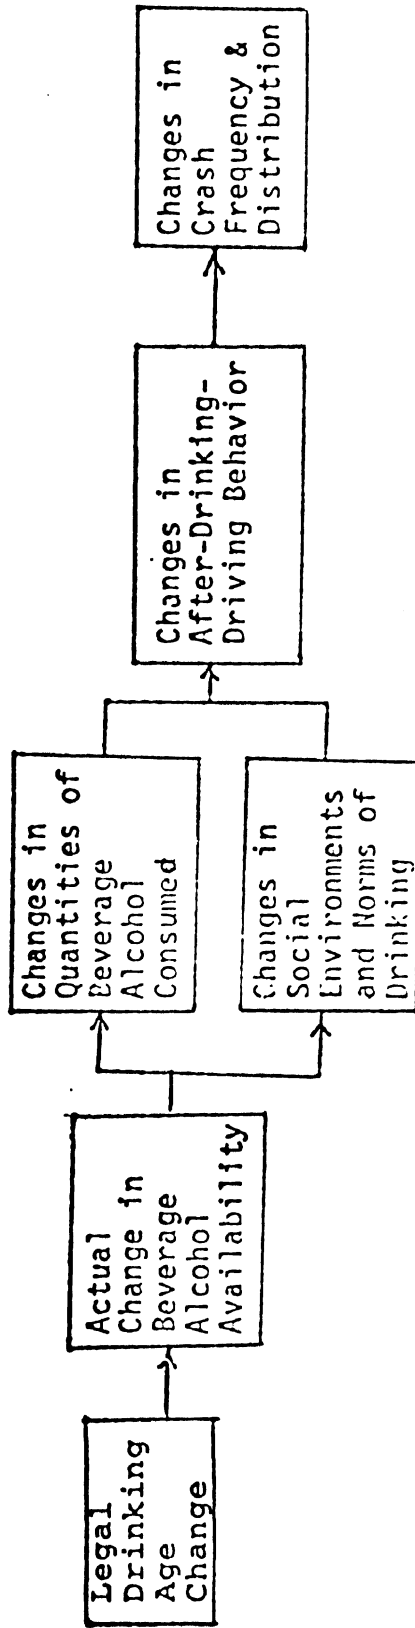 Legal
Drinking
Age
Change
Actual
Change in
Beverage
Alcohol
Availability
Changes in
Quantities of
Beverage
Alcohol
Consumed
Changes in
Social
Environments
and Norms of
Drinking
Changes in
After-Drinking-
Driving Behavior
Changes in
Crash
Frequency &
Distribution